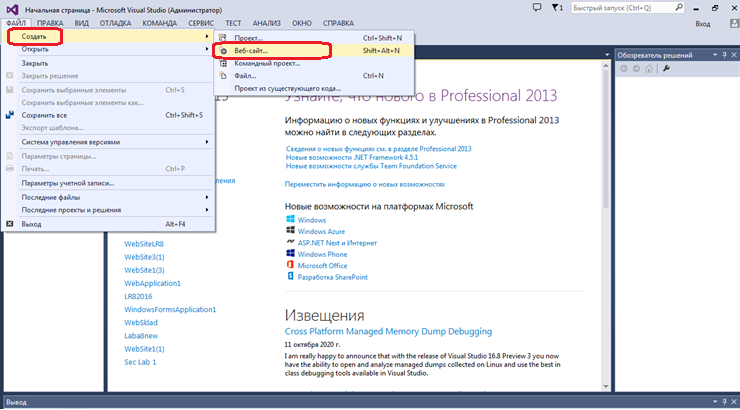 Начальная страница - Microsoft Visual Studio (Администратор)
1
Быстрый запуск (Ctrl+Q)
ФАЙЛ ПРАВКА ВИД ОТЛАДКА КОМАНДА СЕРВИС ТЕСТ АНАЛИЗ ОКНО СПРАВКА
Вход
Создать
Открыть
Закрыть
Закрыть решение
Сохранить выбранные элементы Ctrl+S
Сохранить выбранные элементы как...
Сохранить все Ctrl+Shift+S
Экспорт шаблона...
Система управления версиями
Параметры страницы...
Печать... Ctrl+P
Параметры учетной записи...
Последние файлы
Последние проекты и решения
Выход Alt+F4
Проект... Ctrl+Shift+N
Веб-сайт... Shift+Alt+N
Командный проект...
Файл... Ctrl+N
Проект из существующего кода...
WebSiteLR8
WebSite3(1)
WebSite1(3)
WebApplication1
LR82016
WindowsFormsApplication1
WebSklad
Laba8new
WebSite1(1)
Sec Lab 1
Узнайте, что нового в Professional 2013
Информацию о новых функциях и улучшениях в Professional 2013
можно найти в следующих разделах.
Сведения о новых функциях см. в разделе Professional 2013
Новые возможности .NET Framework 4.5.1
Новые возможности службы Team Foundation Service
Переместить информацию о новых возможностях
Новые возможности на платформах Microsoft
Windows
Windows Azure
ASP.NET Next и Интернет
Windows Phone
Microsoft Office
Разработка SharePoint
Извещения
Cross Platform Managed Memory Dump Debugging
11 октября 2020 г.
I am really happy to announce that with the release of Visual Studio 16.8 Preview 3 you now
have the ability to open and analyze managed dumps collected on Linux and use the best in
class debugging tools available in Visual Studio.
Обозреватель решений
Вывод